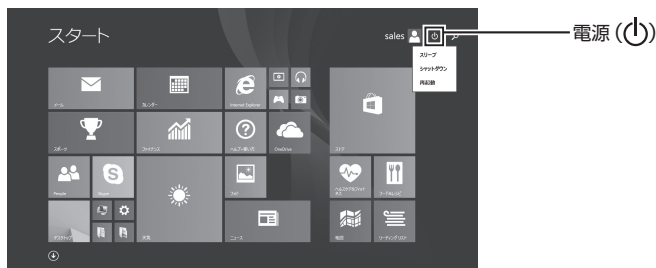 スタート
sales
電源(⏻)
スリープ
シャットダウン
再起動
メール
カレンダー
Internet Explorer
ストア
スポーツ
ファイナンス
ヘルプ+使い方
OneDrive
People
Skype
フォト
ヘルスケア&フィットネス
フード&レシピ
デスクトップ
天気
ニュース
地図
リーディングリスト